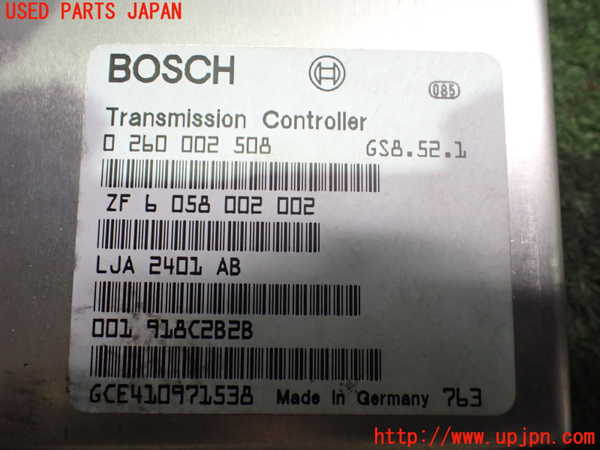 USED PARTS JAPAN
BOSCH
085
Transmission Controller
0 260 002 508 GS8.52.1
ZF 6 058 002 002
LJA 2401 AB
001 918C2B2B
GCE410971538 Made In Germany 763
http://www.upjpn.com/